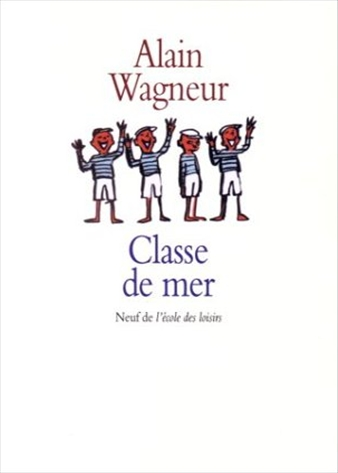 Alain
Wagneur
Classe
de mer
Neuf de l'école des loisirs